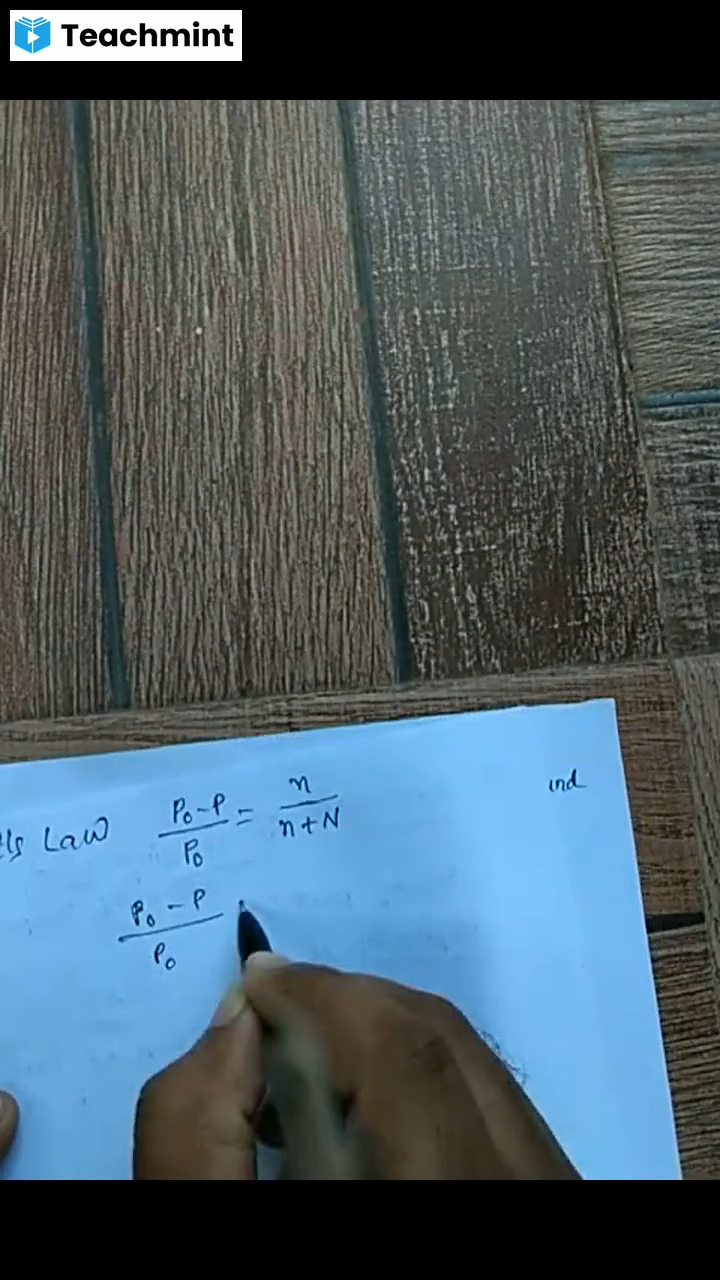 Teachmint
Law P₀-P/P₀ = n/n+N
ind
P₀-P/P₀